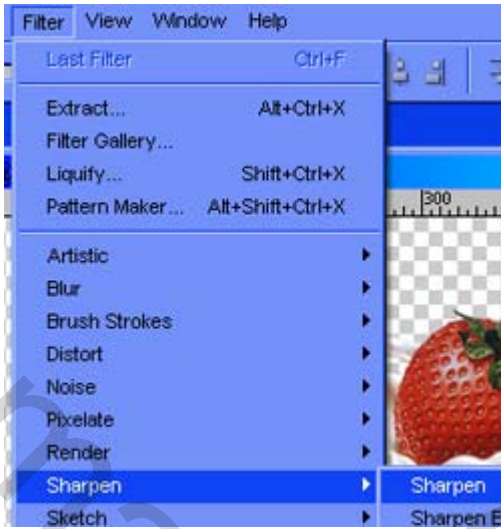 Filter View Window Help
Last Filter Ctrl+F
Extract... Alt+Ctrl+X
Filter Gallery...
Liquify... Shift+Ctrl+X
Pattern Maker... Alt+Shift+Ctrl+X
300
Artistic
Blur
Brush Strokes
Distort
Noise
Pixelate
Render
Sharpen Sharpen
Sketch Sharpen E